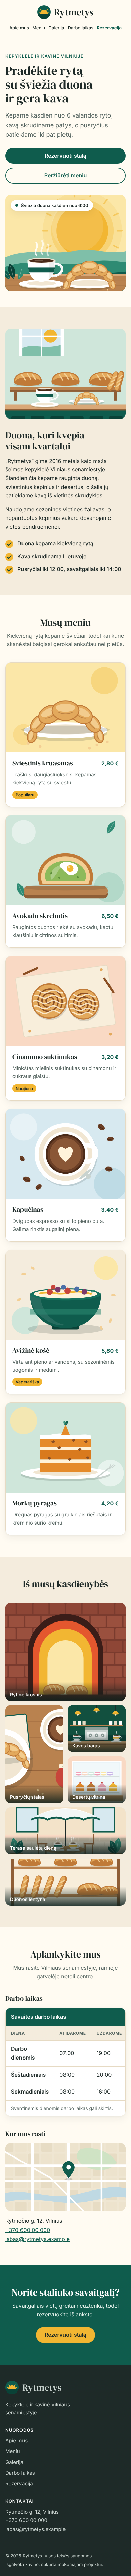 Rytmetys
Apie mus Meniu Galerija Darbo laikas Rezervacija
KEPYKLĖLĖ IR KAVINĖ VILNIUJE
Pradėkite rytą
su šviežia duona
ir gera kava
Kepame kasdien nuo 6 valandos ryto,
kavą skrudiname patys, o pusryčius
patiekiame iki pat pietų.
Rezervuoti stalą
Peržiūrėti meniu
Šviežia duona kasdien nuo 6:00
Duona, kuri kvepia
visam kvartalui
„Rytmetys“ gimė 2016 metais kaip maža
šeimos kepyklėlė Vilniaus senamiestyje.
Šiandien čia kepame raugintą duoną,
sviestinius kepinius ir desertus, o šalia jų
patiekiame kavą iš vietinės skrudyklos.
Naudojame sezonines vietines žaliavas, o
neparduotus kepinius vakare dovanojame
vietos bendruomenei.
Duona kepama kiekvieną rytą
Kava skrudinama Lietuvoje
Pusryčiai iki 12:00, savaitgaliais iki 14:00
Mūsų meniu
Kiekvieną rytą kepame šviežiai, todėl kai kurie
skanėstai baigiasi gerokai anksčiau nei pietūs.
Sviestinis kruasanas 2,80 €
Traškus, daugiasluoksnis, kepamas
kiekvieną rytą su sviestu.
Populiaru
Avokado skrebutis 6,50 €
Raugintos duonos riekė su avokadu, keptu
kiaušiniu ir citrinos sultimis.
Cinamono suktinukas 3,20 €
Minkštas mielinis suktinukas su cinamonu ir
cukraus glaistu.
Naujiena
Kapučinas 3,40 €
Dvigubas espresso su šilto pieno puta.
Galima rinktis augalinį pieną.
Avižinė košė 5,80 €
Virta ant pieno ar vandens, su sezoninėmis
uogomis ir medumi.
Vegetariška
Morkų pyragas 4,20 €
Drėgnas pyragas su graikiniais riešutais ir
kreminio sūrio kremu.
Iš mūsų kasdienybės
Rytinė krosnis
Pusryčių stalas
Kavos baras
Desertų vitrina
Terasa saulėtą dieną
Duonos lentyna
Aplankykite mus
Mus rasite Vilniaus senamiestyje, ramioje
gatvelėje netoli centro.
Darbo laikas
Savaitės darbo laikas
DIENA ATIDAROME UŽDAROME
Darbo
dienomis 07:00 19:00
Šeštadieniais 08:00 20:00
Sekmadieniais 08:00 16:00
Šventinėmis dienomis darbo laikas gali skirtis.
Kur mus rasti
Rytmečio g. 12, Vilnius
+370 600 00 000
labas@rytmetys.example
Norite staliuko savaitgalį?
Savaitgaliais vietų greitai neužtenka, todėl
rezervuokite iš anksto.
Rezervuoti stalą
Rytmetys
Kepyklėlė ir kavinė Vilniaus
senamiestyje.
NUORODOS
Apie mus
Meniu
Galerija
Darbo laikas
Rezervacija
KONTAKTAI
Rytmečio g. 12, Vilnius
+370 600 00 000
labas@rytmetys.example
© 2026 Rytmetys. Visos teisės saugomos.
Išgalvota kavinė, sukurta mokomajam projektui.